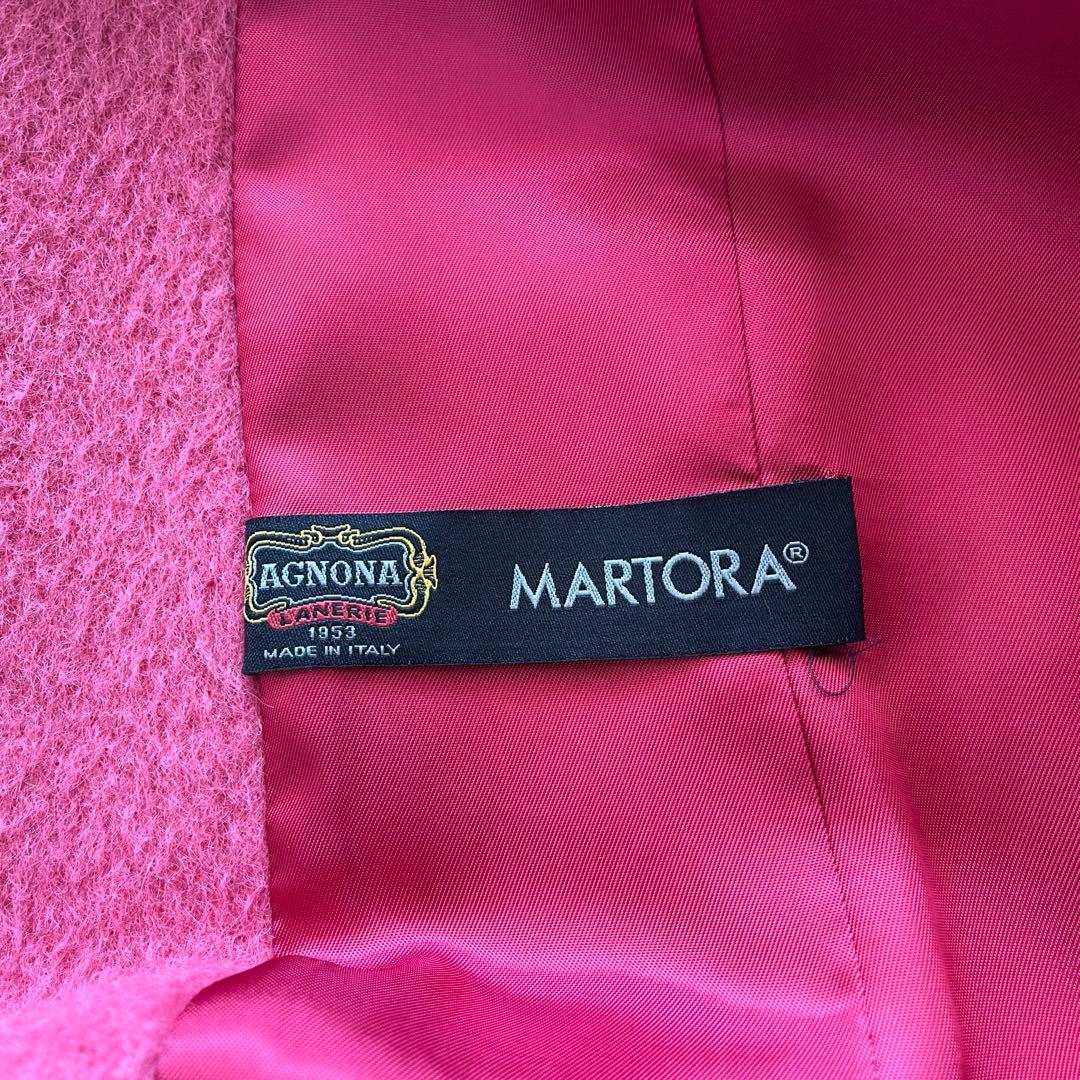 AGNONA
LANERIE
1953
MADE IN ITALY
MARTORA®